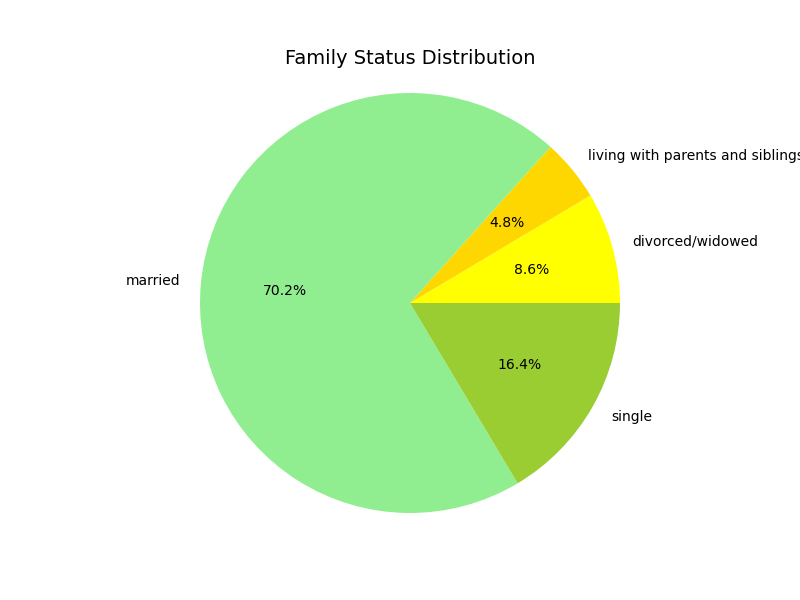 Family Status Distribution
living with parents and siblings
4.8%
divorced/widowed
8.6%
married
70.2%
16.4%
single